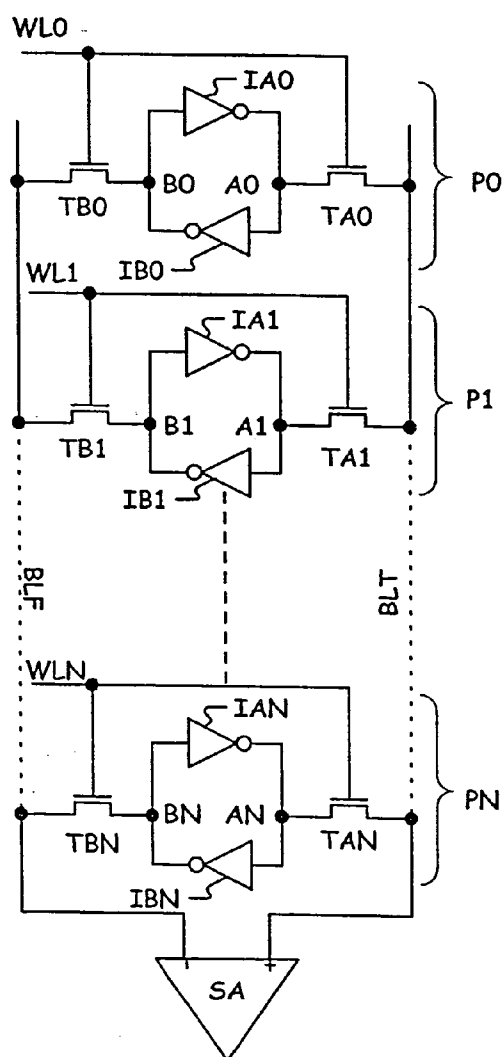 WL0
IA0
B0
A0
P0
TB0
TA0
IB0
WL1
IA1
P1
B1
A1
TB1
TA1
IB1
BLF
BLT
WLN
IAN
PN
BN
AN
TBN
TAN
IBN
SA